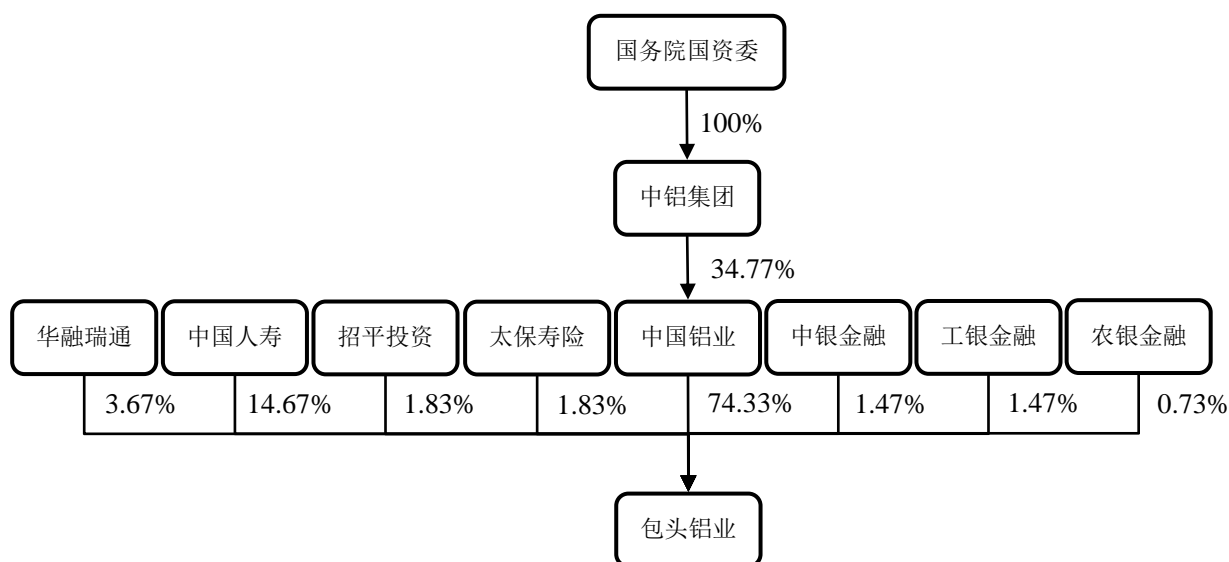 国务院国资委
100%
中铝集团
34.77%
华融瑞通 中国人寿 招平投资 太保寿险 中国铝业 中银金融 工银金融 农银金融
3.67% 14.67% 1.83% 1.83% 74.33% 1.47% 1.47% 0.73%
包头铝业